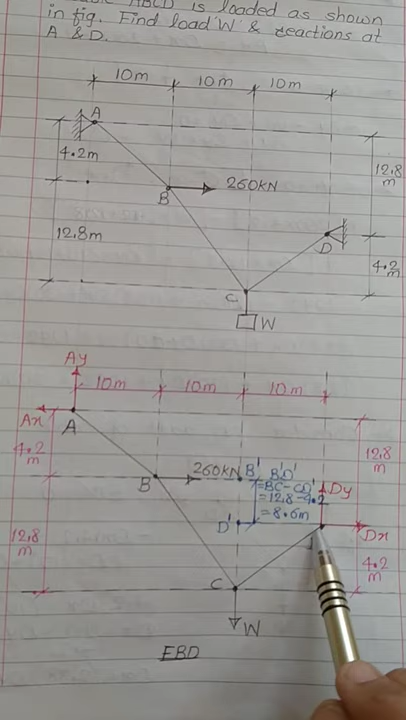 ABCD is loaded as shown
in fig. Find load W & reactions at
A & D.
10m 10m 10m
A
4.2m
12.8
m
260KN
B
12.8m
D
4.2
m
C
W
Ay
10m 10m 10m
Ax
A
4.2
m
12.8
m
260KN B' B'D'
B
=BC-CD'
=12.8-4.2
=8.6m
Dy
D'
Dx
12.8
m
4.2
m
C
W
FBD